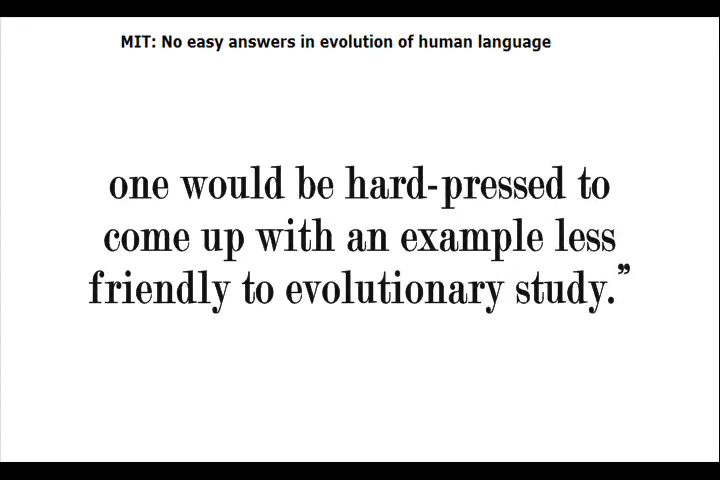 MIT: No easy answers in evolution of human language
one would be hard-pressed to
come up with an example less
friendly to evolutionary study.”